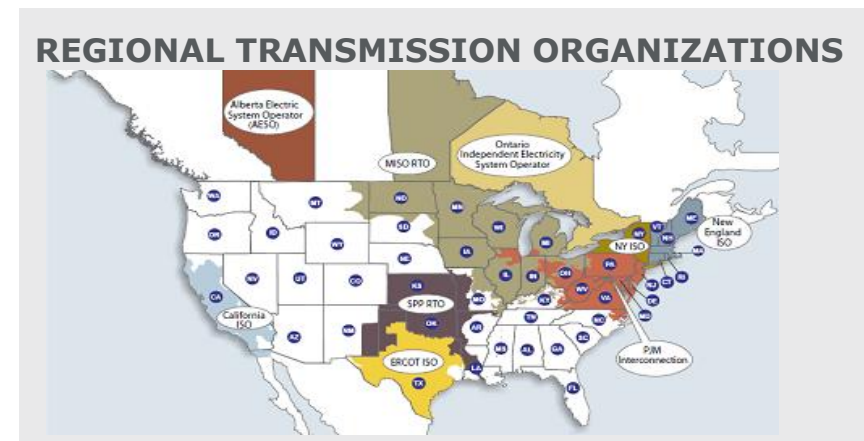 REGIONAL TRANSMISSION ORGANIZATIONS
Alberta Electric
System Operator
(AESO)
MISO RTO
Ontario
Independent Electricity
System Operator
WA
MT
ND
MN
OR
ID
SD
WI
MI
NY
VT
NH
ME
New
England
ISO
NY ISO
MA
WY
IA
NE
PA
NV
UT
CO
IL
IN
OH
NJ
CT
RI
CA
KS
MO
WV
VA
DE
MD
KY
California
ISO
SPP RTO
OK
TN
NC
AZ
NM
AR
SC
PJM
Interconnection
MS
AL
GA
ERCOT ISO
LA
TX
FL